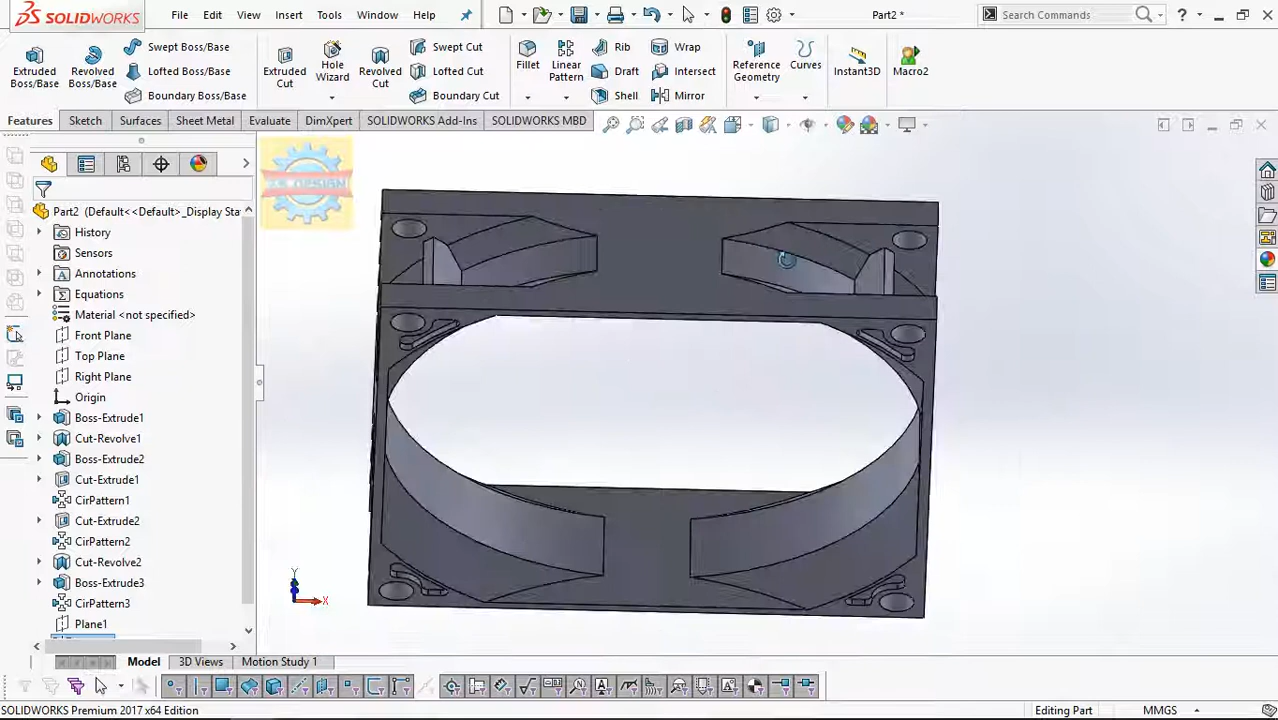 SOLIDWORKS
File Edit View Insert Tools Window Help
Part2 *
Search Commands
Extruded Boss/Base
Revolved Boss/Base
Swept Boss/Base
Lofted Boss/Base
Boundary Boss/Base
Extruded Cut
Hole Wizard
Revolved Cut
Swept Cut
Lofted Cut
Boundary Cut
Fillet
Linear Pattern
Rib
Draft
Shell
Wrap
Intersect
Mirror
Reference Geometry
Curves
Instant3D
Macro2
Features Sketch Surfaces Sheet Metal Evaluate DimXpert SOLIDWORKS Add-Ins SOLIDWORKS MBD
Part2 (Default<<Default>_Display Sta
History
Sensors
Annotations
Equations
Material <not specified>
Front Plane
Top Plane
Right Plane
Origin
Boss-Extrude1
Cut-Revolve1
Boss-Extrude2
Cut-Extrude1
CirPattern1
Cut-Extrude2
CirPattern2
Cut-Revolve2
Boss-Extrude3
CirPattern3
Plane1
Y
X
Model 3D Views Motion Study 1
SOLIDWORKS Premium 2017 x64 Edition
Editing Part
MMGS